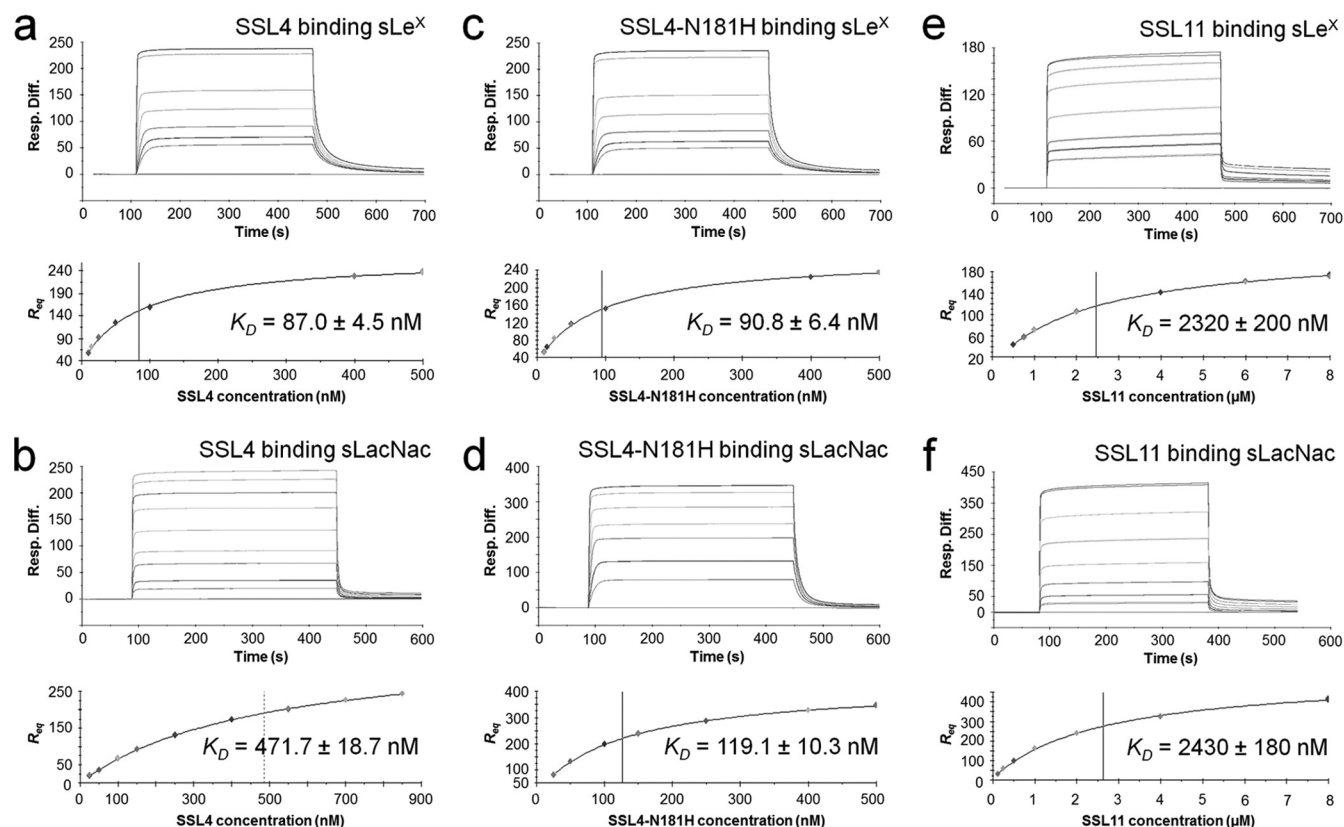 a
SSL4 binding sLeX
250
200
150
100
50
0
Resp. Diff.
0 100 200 300 400 500 600 700
Time (s)
240
190
140
90
40
Req
KD = 87.0 ± 4.5 nM
0 100 200 300 400 500
SSL4 concentration (nM)
c
SSL4-N181H binding sLeX
250
200
150
100
50
0
Resp. Diff.
0 100 200 300 400 500 600 700
Time (s)
240
200
160
120
80
40
Req
KD = 90.8 ± 6.4 nM
0 100 200 300 400 500
SSL4-N181H concentration (nM)
e
SSL11 binding sLeX
180
160
120
80
40
0
Resp. Diff.
0 100 200 300 400 500 600 700
Time (s)
180
140
100
60
20
Req
KD = 2320 ± 200 nM
0 1 2 3 4 5 6 7 8
SSL11 concentration (µM)
b
SSL4 binding sLacNac
250
200
150
100
50
0
Resp. Diff.
0 100 200 300 400 500 600
Time (s)
250
200
150
100
50
0
Req
KD = 471.7 ± 18.7 nM
0 100 300 500 700 900
SSL4 concentration (nM)
d
SSL4-N181H binding sLacNac
400
300
200
100
0
Resp. Diff.
0 100 200 300 400 500 600
Time (s)
400
300
200
100
50
Req
KD = 119.1 ± 10.3 nM
0 100 200 300 400 500
SSL4-N181H concentration (nM)
f
SSL11 binding sLacNac
450
350
250
150
50
0
Resp. Diff.
0 100 200 300 400 500 600
Time (s)
400
300
200
100
0
Req
KD = 2430 ± 180 nM
0 1 2 3 4 5 6 7 8
SSL11 concentration (µM)